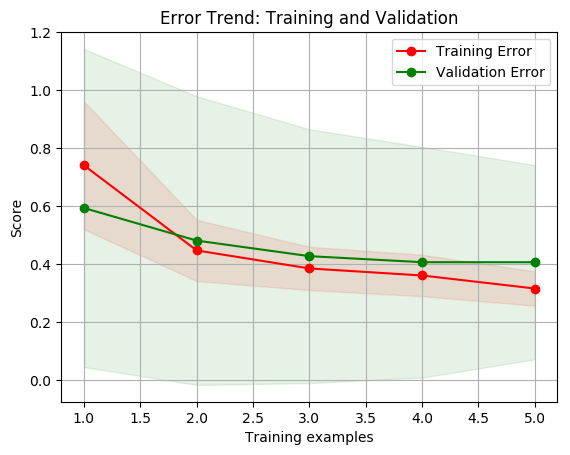 Error Trend: Training and Validation
Training Error
Validation Error
Score
1.2
1.0
0.8
0.6
0.4
0.2
0.0
1.0 1.5 2.0 2.5 3.0 3.5 4.0 4.5 5.0
Training examples